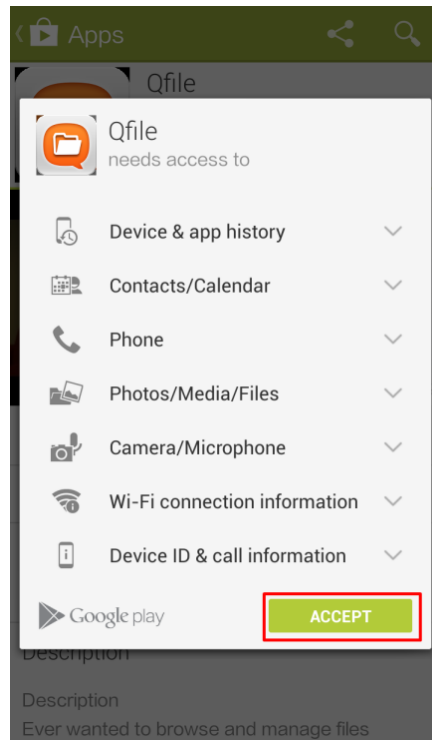 Apps
Qfile
Qfile
needs access to
Device & app history
Contacts/Calendar
Phone
Photos/Media/Files
Camera/Microphone
Wi-Fi connection information
Device ID & call information
Google play
ACCEPT
Description
Description
Ever wanted to browse and manage files